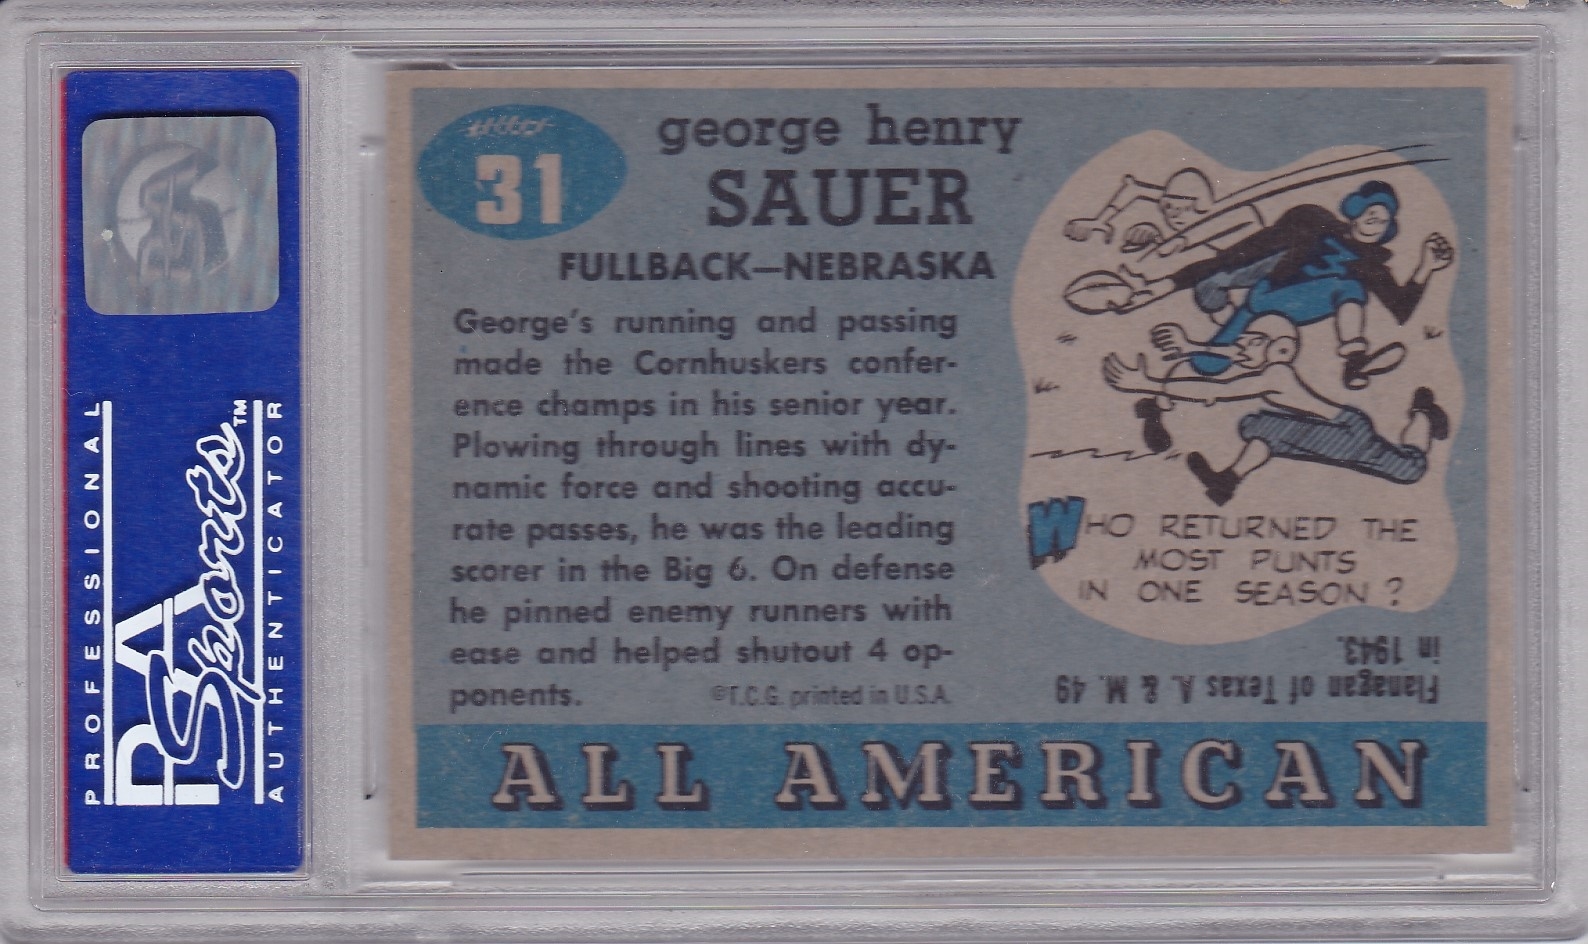 PROFESSIONAL
PSA
Sports™
AUTHENTICATOR
31
george henry
SAUER
FULLBACK—NEBRASKA
George's running and passing
made the Cornhuskers confer-
ence champs in his senior year.
Plowing through lines with dy-
namic force and shooting accu-
rate passes, he was the leading
scorer in the Big 6. On defense
he pinned enemy runners with
ease and helped shutout 4 op-
ponents.
©T.C.G. printed in U.S.A.
WHO RETURNED THE
MOST PUNTS
IN ONE SEASON?
Flanagan of Texas A. & M. 49
in 1943.
ALL AMERICAN